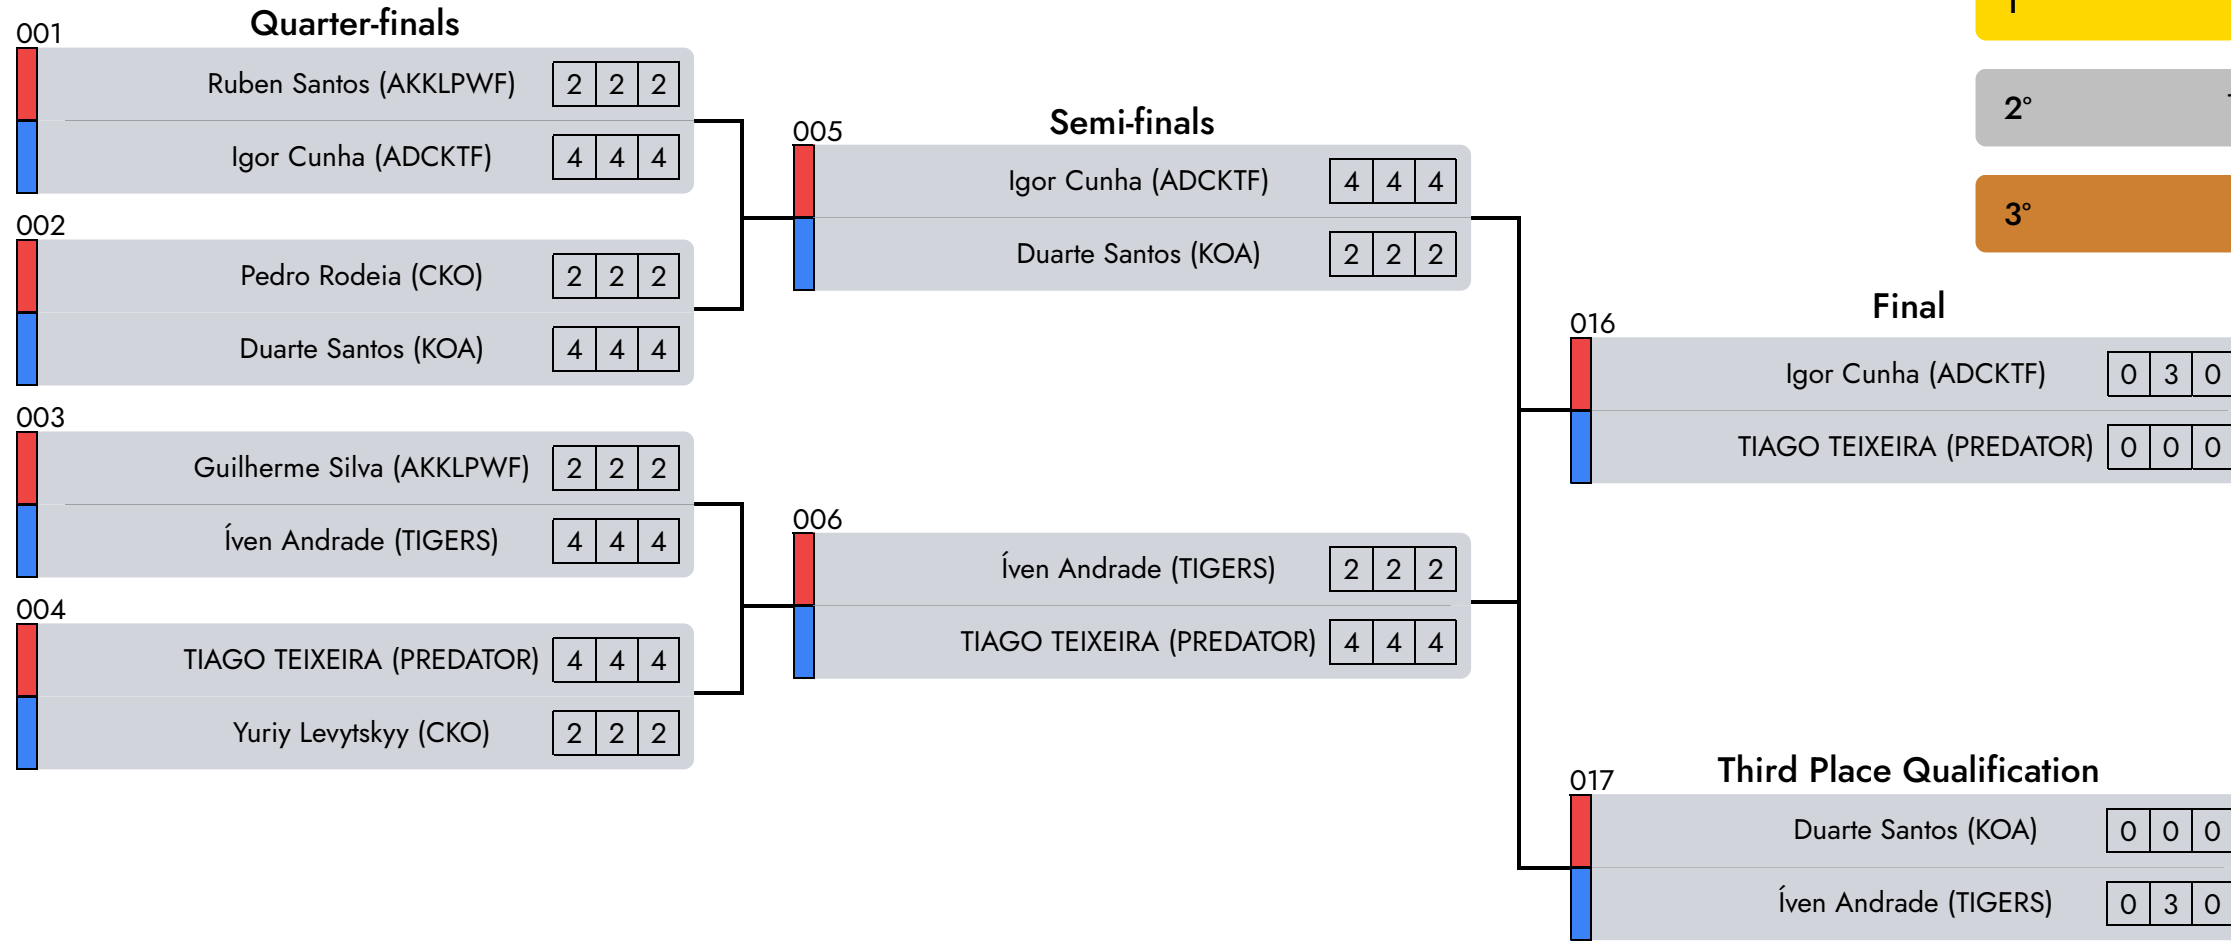 Quarter-finals
001
Ruben Santos (AKKLPWF) 2 2 2
Igor Cunha (ADCKTF) 4 4 4
002
Pedro Rodeia (CKO) 2 2 2
Duarte Santos (KOA) 4 4 4
003
Guilherme Silva (AKKLPWF) 2 2 2
Íven Andrade (TIGERS) 4 4 4
004
TIAGO TEIXEIRA (PREDATOR) 4 4 4
Yuriy Levytskyy (CKO) 2 2 2
Semi-finals
005
Igor Cunha (ADCKTF) 4 4 4
Duarte Santos (KOA) 2 2 2
006
Íven Andrade (TIGERS) 2 2 2
TIAGO TEIXEIRA (PREDATOR) 4 4 4
2°
3°
Final
016
Igor Cunha (ADCKTF) 0 3 0
TIAGO TEIXEIRA (PREDATOR) 0 0 0
Third Place Qualification
017
Duarte Santos (KOA) 0 0 0
Íven Andrade (TIGERS) 0 3 0